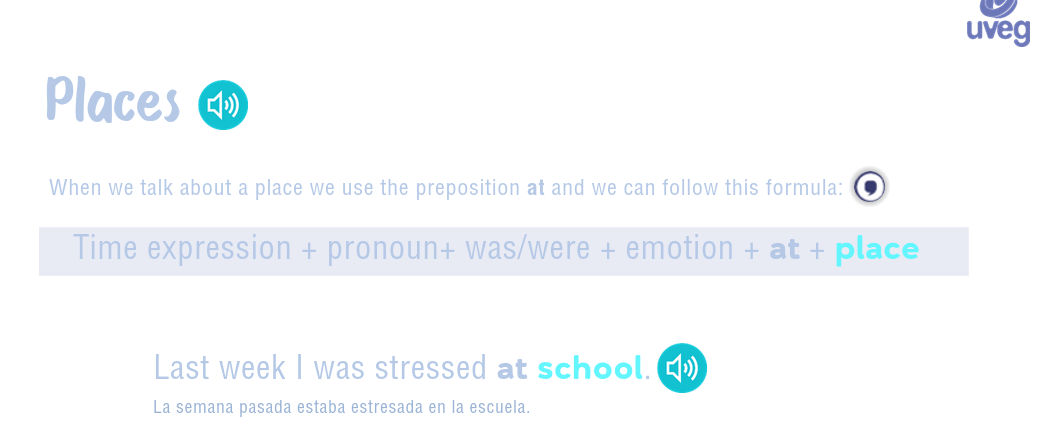 uveg
Places
When we talk about a place we use the preposition at and we can follow this formula:
Time expression + pronoun+ was/were + emotion + at + place
Last week I was stressed at school.
La semana pasada estaba estresada en la escuela.